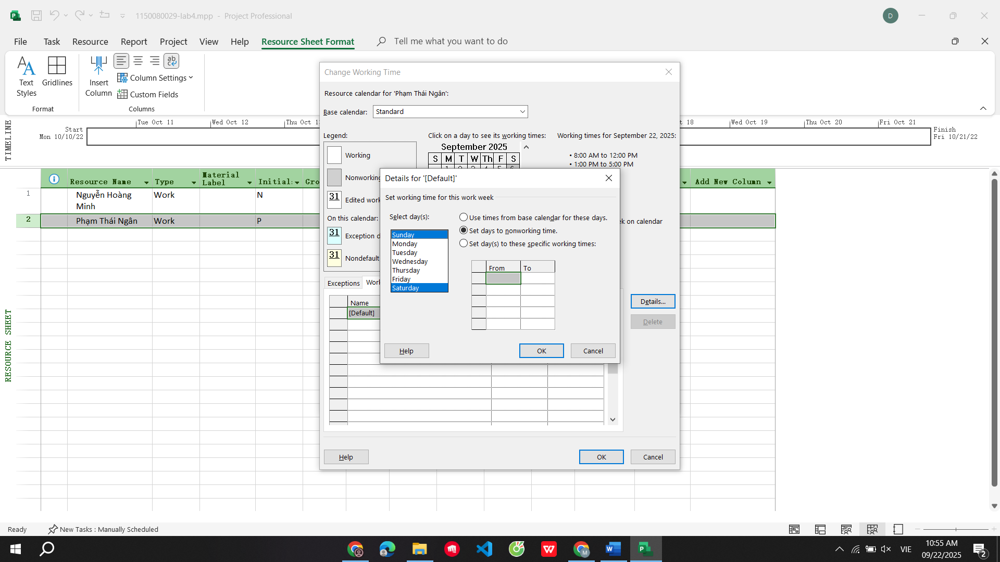 1150080029-lab4.mpp - Project Professional
D
File Task Resource Report Project View Help Resource Sheet Format Tell me what you want to do
Text Styles
Gridlines
Format
Insert Column
Column Settings
Custom Fields
Columns
TIMELINE
Start
Mon 10/10/22
Tue Oct 11
Wed Oct 12
Thu Oct
18
Wed Oct 19
Thu Oct 20
Fri Oct 21
Finish
Fri 10/21/22
RESOURCE SHEET
Resource Name Type Material Label Initial Add New Column
1 Nguyễn Hoàng Minh Work N
2 Phạm Thái Ngân Work P
Change Working Time
Resource calendar for 'Phạm Thái Ngân':
Base calendar: Standard
Legend:
Working
Nonworking
31 Edited work
On this calendar:
31 Exception d
31 Nondefault
Click on a day to see its working times:
September 2025
S M T W Th F S
Working times for September 22, 2025:
• 8:00 AM to 12:00 PM
• 1:00 PM to 5:00 PM
on calendar
Exceptions
Name
[Default]
Details...
Delete
Help OK Cancel
Details for '[Default]'
Set working time for this work week
Select day(s):
Sunday
Monday
Tuesday
Wednesday
Thursday
Friday
Saturday
Use times from base calendar for these days.
Set days to nonworking time.
Set day(s) to these specific working times:
From To
Help OK Cancel
Ready New Tasks : Manually Scheduled
VIE
10:55 AM
09/22/2025
2